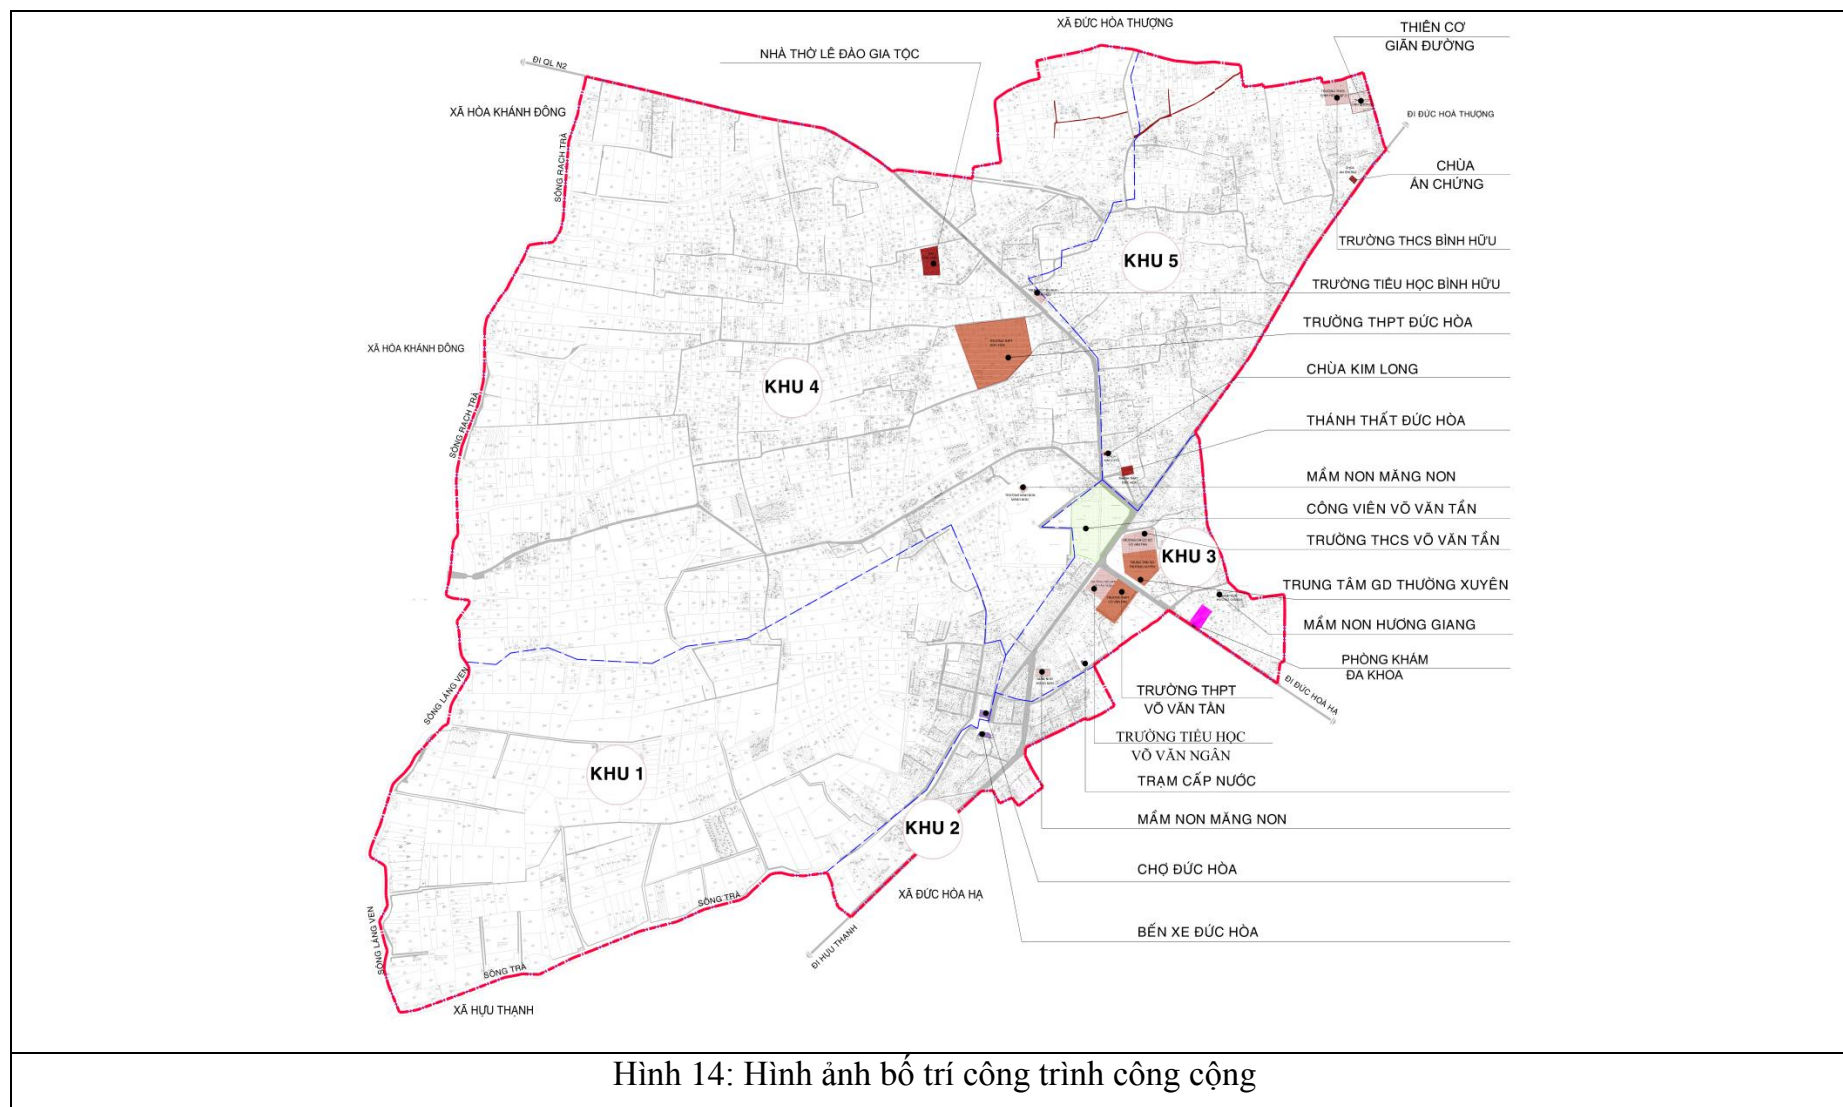 XÃ ĐỨC HÒA THƯỢNG
THIÊN CƠ
GIÃN ĐƯỜNG
NHÀ THỜ LÊ ĐÀO GIA TỘC
ĐI QL N2
XÃ HÒA KHÁNH ĐÔNG
ĐI ĐỨC HOÀ THƯỢNG
SÔNG RẠCH TRÀ
CHÙA
ÂN CHỨNG
TRƯỜNG THCS BÌNH HỮU
KHU 5
TRƯỜNG TIỂU HỌC BÌNH HỮU
TRƯỜNG THPT ĐỨC HÒA
XÃ HÒA KHÁNH ĐÔNG
CHÙA KIM LONG
KHU 4
SÔNG RẠCH TRÀ
THÁNH THẤT ĐỨC HÒA
MẦM NON MĂNG NON
CÔNG VIÊN VÕ VĂN TẦN
TRƯỜNG THCS VÕ VĂN TẦN
KHU 3
TRUNG TÂM GD THƯỜNG XUYÊN
MẦM NON HƯƠNG GIANG
PHÒNG KHÁM
ĐA KHOA
SÔNG LÁNG VEN
ĐI ĐỨC HOÀ HẠ
TRƯỜNG THPT
VÕ VĂN TẦN
TRƯỜNG TIỂU HỌC
VÕ VĂN NGÂN
KHU 1
TRẠM CẤP NƯỚC
MẦM NON MĂNG NON
KHU 2
CHỢ ĐỨC HÒA
XÃ ĐỨC HÒA HẠ
SÔNG TRÀ
BẾN XE ĐỨC HÒA
SÔNG LÁNG VEN
ĐI HỰU THẠNH
SÔNG TRÀ
XÃ HỰU THẠNH
Hình 14: Hình ảnh bố trí công trình công cộng